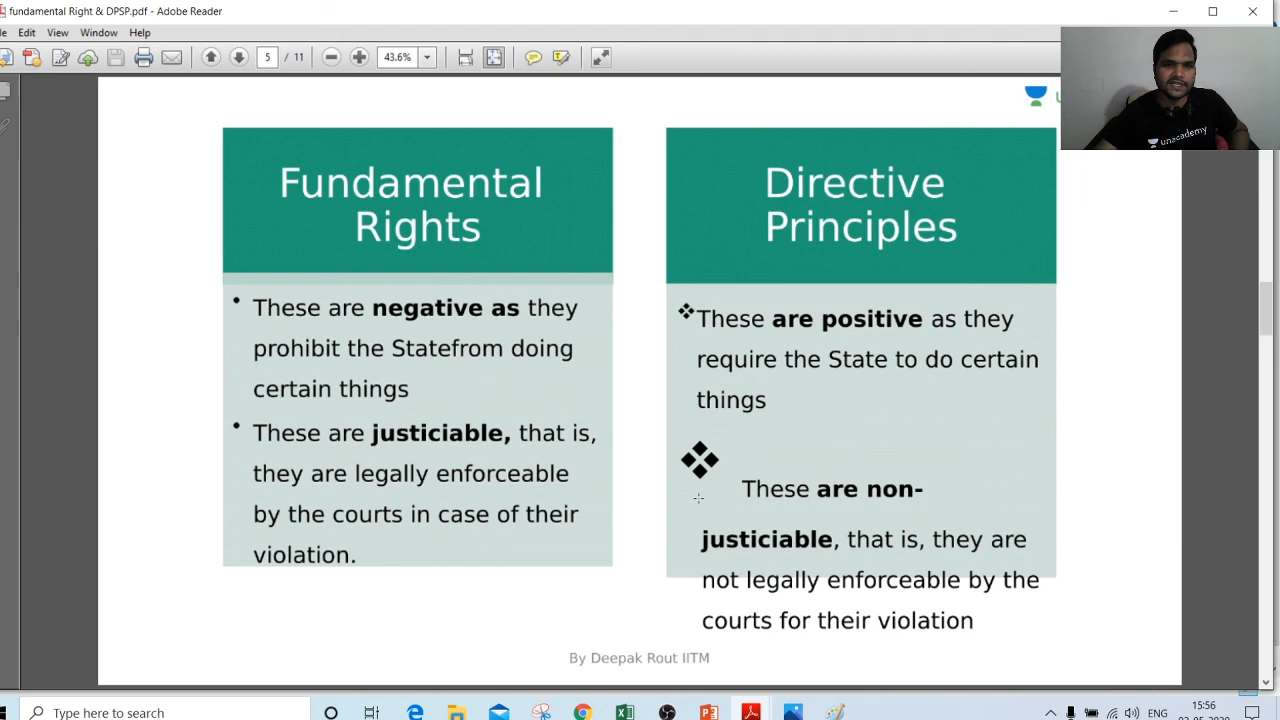 fundamental Right & DPSP.pdf - Adobe Reader
Edit View Window Help
5 / 11 43.6%
unacademy
Fundamental
Rights
• These are negative as they
prohibit the Statefrom doing
certain things
• These are justiciable, that is,
they are legally enforceable
by the courts in case of their
violation.
Directive
Principles
❖These are positive as they
require the State to do certain
things
❖
These are non-
justiciable, that is, they are
not legally enforceable by the
courts for their violation
By Deepak Rout IITM
Type here to search
15:56
ENG